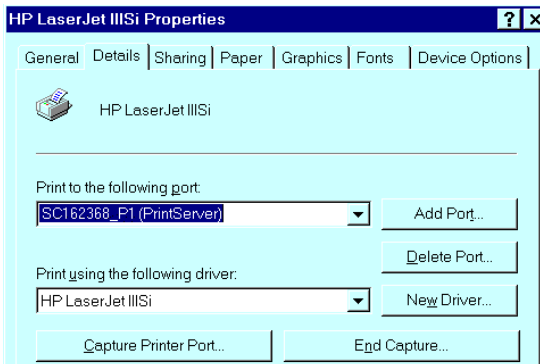 HP LaserJet IIISi Properties
General Details Sharing Paper Graphics Fonts Device Options
HP LaserJet IIISi
Print to the following port:
SC162368_P1 (PrintServer)
Add Port...
Delete Port...
Print using the following driver:
HP LaserJet IIISi
New Driver...
Capture Printer Port...
End Capture...